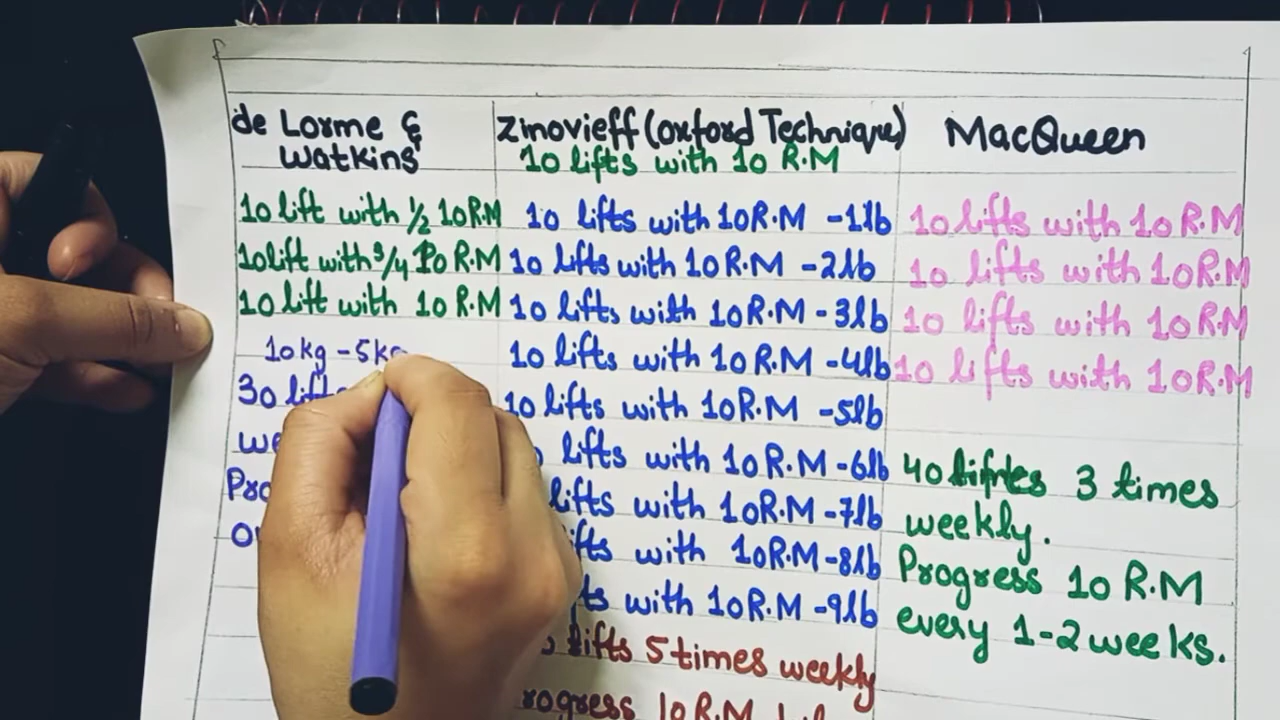 de Lorme &
Watkins
10 lift with ½ 10 R.M
10 lift with 3/4 10 R.M
10 lift with 10 R.M
10kg - 5kg
30
Zinovieff (Oxford Technique)
10 lifts with 10 R.M
10 lifts with 10 R.M - 1lb
10 lifts with 10 R.M - 2lb
10 lifts with 10 R.M - 3lb
10 lifts with 10 R.M - 4lb
10 lifts with 10 R.M - 5lb
lifts with 10 R.M - 6lb
lifts with 10 R.M - 7lb
with 10 R.M - 8lb
with 10 R.M - 9lb
lifts 5 times weekly
10 R.M
MacQueen
10 lifts with 10 R.M
10 lifts with 10 R.M
10 lifts with 10 R.M
10 lifts with 10 R.M
40 3 times
weekly.
Progress 10 R.M
every 1-2 weeks.